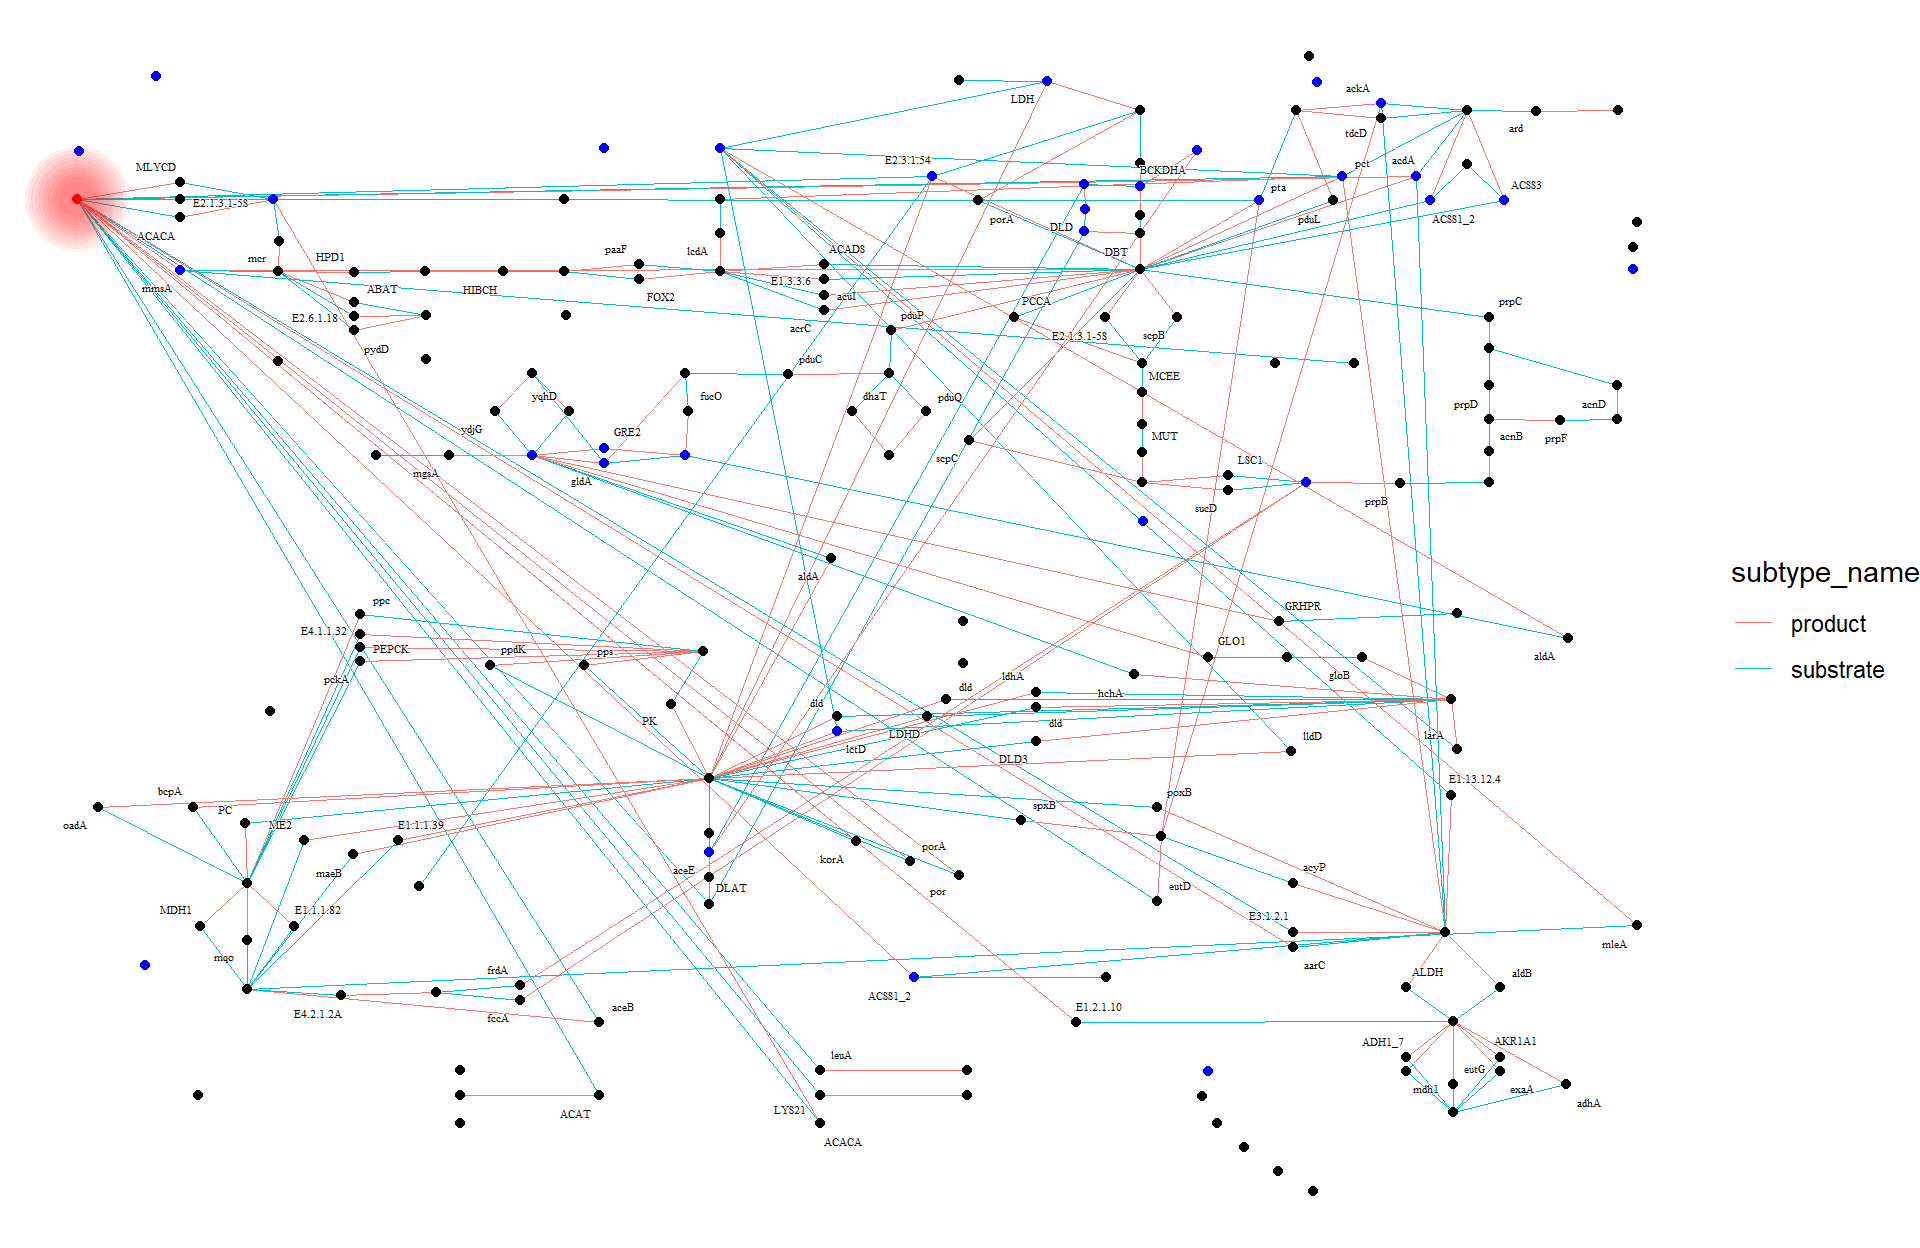 ackA
LDH
tdcD
ard
MLYCD
E2.3.1.54
BCKDHA
pct
acdA
pta
ACSS3
E2.1.3.1-5S
porA
DLD
pduL
ACSS1_2
ACACA
mcr
HPD1
paaF
lcdA
ACADS
DBT
mmsA
ABAT
HIBCH
FOX2
E1.3.3.6
acuI
PCCA
prpC
E2.6.1.18
acrC
pduP
E2.1.3.1-5S
scpB
pydD
pduC
MCEE
yqhD
fucO
dhaT
pduQ
prpD
acnD
ydjG
GRE2
MUT
acnB
prpF
scpC
LSC1
mgsA
gldA
sucD
prpB
aldA
ppc
GRHPR
E4.1.1.32
PEPCK
ppdK
pps
GLO1
aldA
pckA
ldhA
gloB
dld
hchA
dld
PK
LDHD
dld
larA
lctD
DLD3
lldD
E1.13.12.4
bcpA
PC
poxB
spxB
oadA
ME2
E1.1.1.39
maeB
aceE
korA
porA
acyP
DLAT
por
eutD
MDH1
E1.1.1.82
E3.1.2.1
mqo
mleA
frdA
aarC
ALDH
aldB
ACSS1_2
E4.2.1.2A
fccA
aceB
E1.2.1.10
ADH1_7
AKR1A1
leuA
eutG
mdh1
exaA
adhA
ACAT
LYS21
ACACA
subtype_name
product
substrate